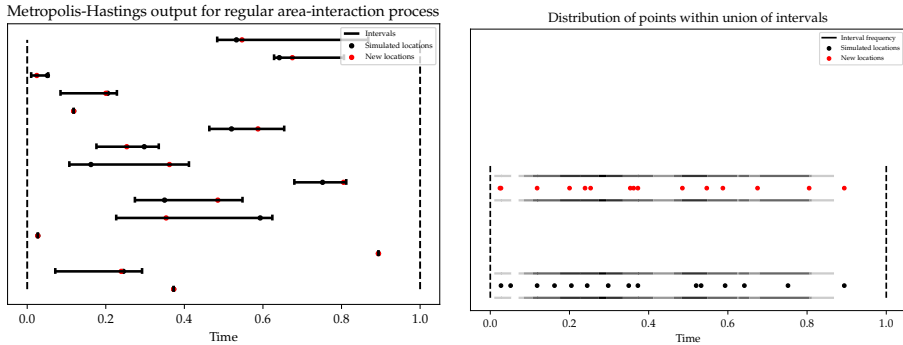 Metropolis-Hastings output for regular area-interaction process
Intervals
Simulated locations
New locations
0.0 0.2 0.4 0.6 0.8 1.0
Time
Distribution of points within union of intervals
Interval frequency
Simulated locations
New locations
0.0 0.2 0.4 0.6 0.8 1.0
Time